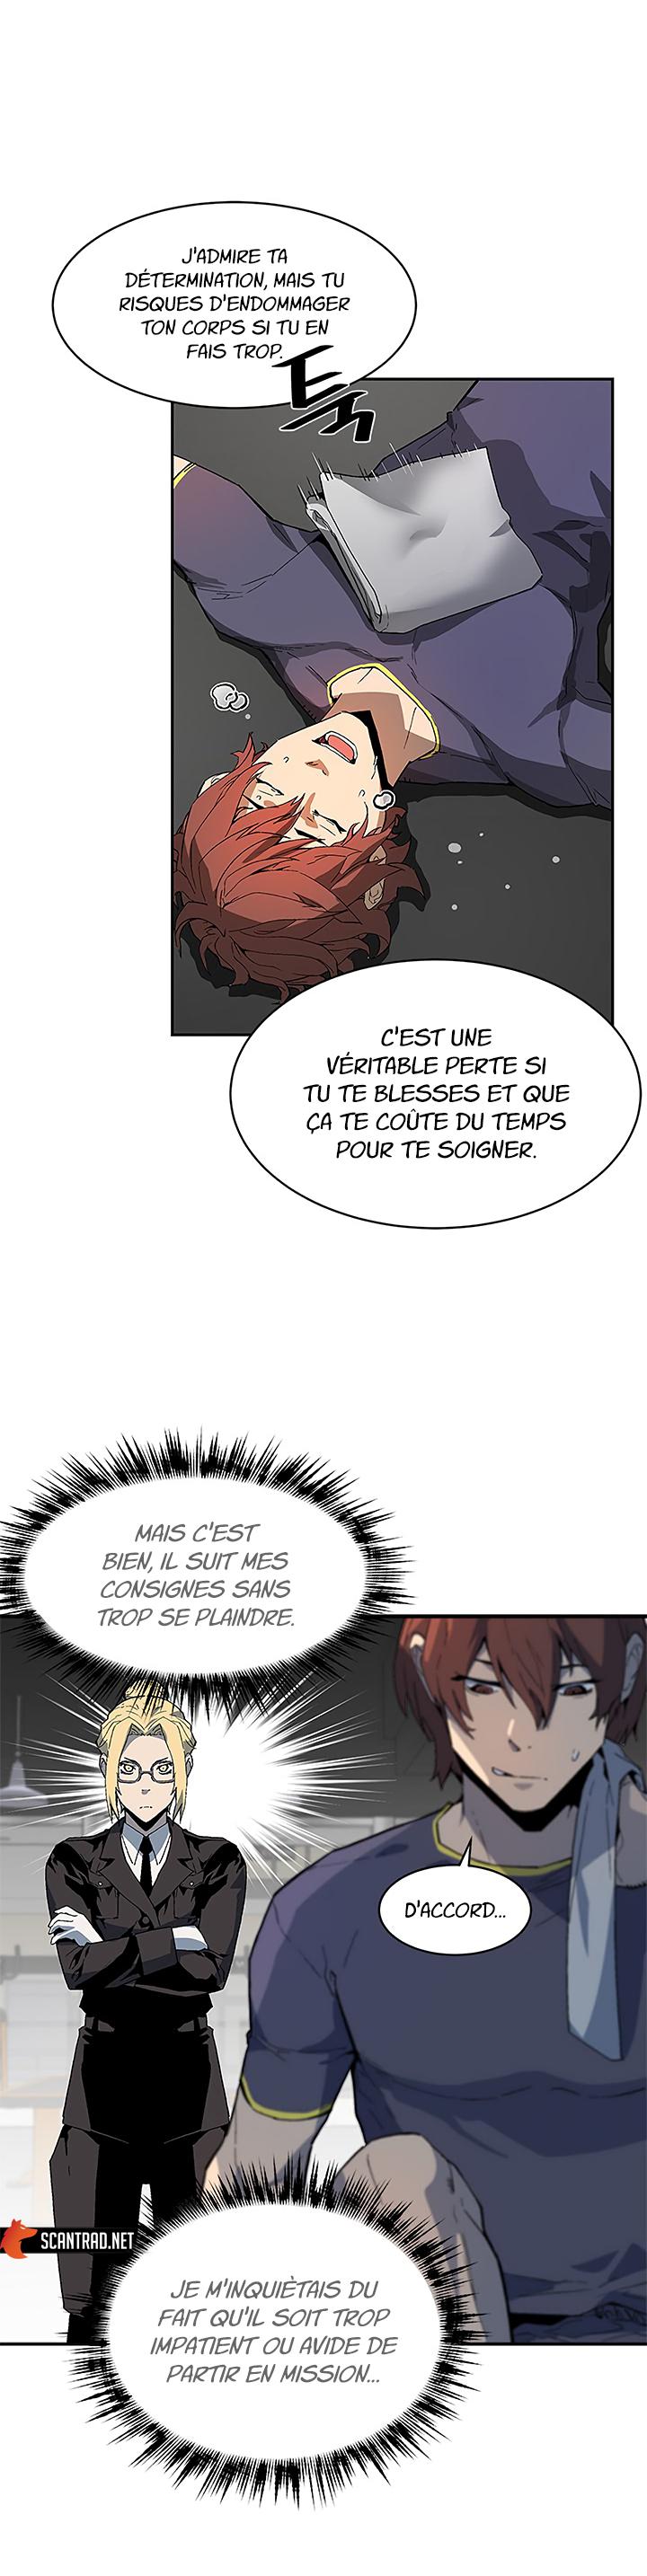 J'ADMIRE TA
DÉTERMINATION, MAIS TU
RISQUES D'ENDOMMAGER
TON CORPS SI TU EN
FAIS TROP.
툭
C'EST UNE
VÉRITABLE PERTE SI
TU TE BLESSES ET QUE
ÇA TE COÛTE DU TEMPS
POUR TE SOIGNER.
MAIS C'EST
BIEN, IL SUIT MES
CONSIGNES SANS
TROP SE PLAINDRE.
D'ACCORD...
SCANTRAD.NET
JE M'INQUIÈTAIS DU
FAIT QU'IL SOIT TROP
IMPATIENT OU AVIDE DE
PARTIR EN MISSION...